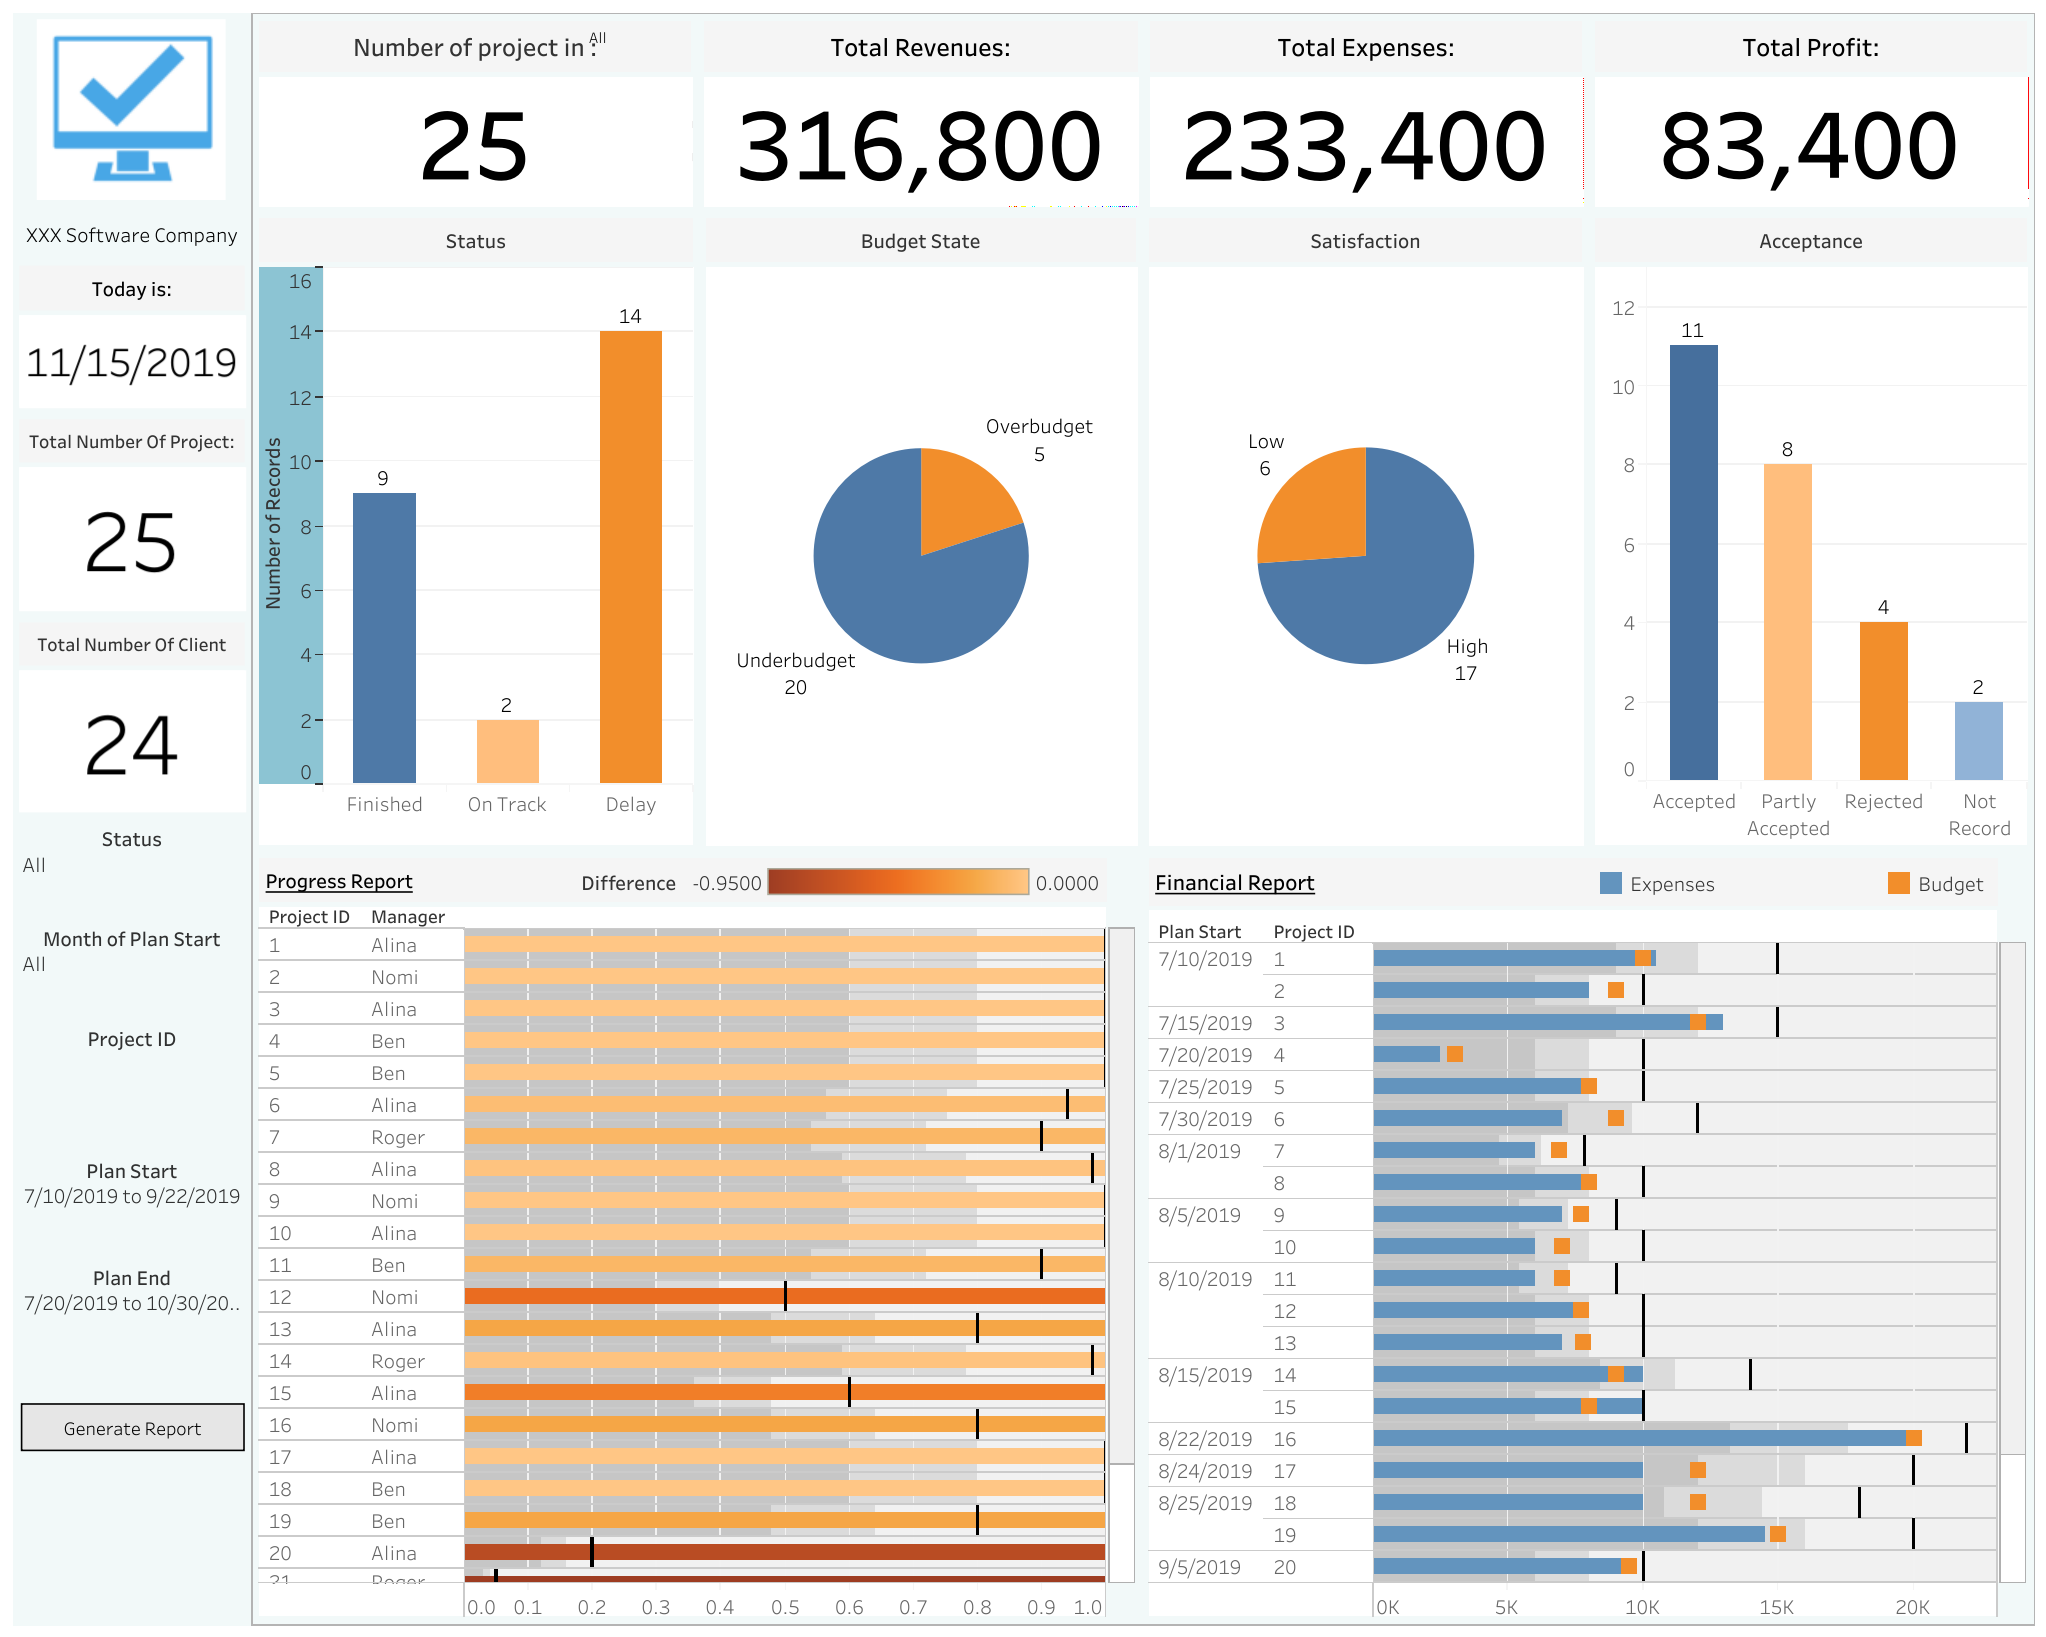 XXX Software Company
Today is:
11/15/2019
Total Number Of Project:
25
Total Number Of Client
24
Status
All
Month of Plan Start
All
Project ID
Plan Start
7/10/2019 to 9/22/2019
Plan End
7/20/2019 to 10/30/20..
Generate Report
Number of project in : All
25
Total Revenues:
316,800
Total Expenses:
233,400
Total Profit:
83,400
Status
Number of Records
16
14
12
10
8
6
4
2
0
9
2
14
Finished
On Track
Delay
Budget State
Overbudget
5
Underbudget
20
Satisfaction
Low
6
High
17
Acceptance
12
10
8
6
4
2
0
11
8
4
2
Accepted
Partly
Accepted
Rejected
Not
Record
Progress Report
Difference -0.9500 0.0000
Project ID Manager
1 Alina
2 Nomi
3 Alina
4 Ben
5 Ben
6 Alina
7 Roger
8 Alina
9 Nomi
10 Alina
11 Ben
12 Nomi
13 Alina
14 Roger
15 Alina
16 Nomi
17 Alina
18 Ben
19 Ben
20 Alina
21 Roger
0.0 0.1 0.2 0.3 0.4 0.5 0.6 0.7 0.8 0.9 1.0
Financial Report
Expenses
Budget
Plan Start Project ID
7/10/2019 1
2
7/15/2019 3
7/20/2019 4
7/25/2019 5
7/30/2019 6
8/1/2019 7
8
8/5/2019 9
10
8/10/2019 11
12
13
8/15/2019 14
15
8/22/2019 16
8/24/2019 17
8/25/2019 18
19
9/5/2019 20
0K 5K 10K 15K 20K